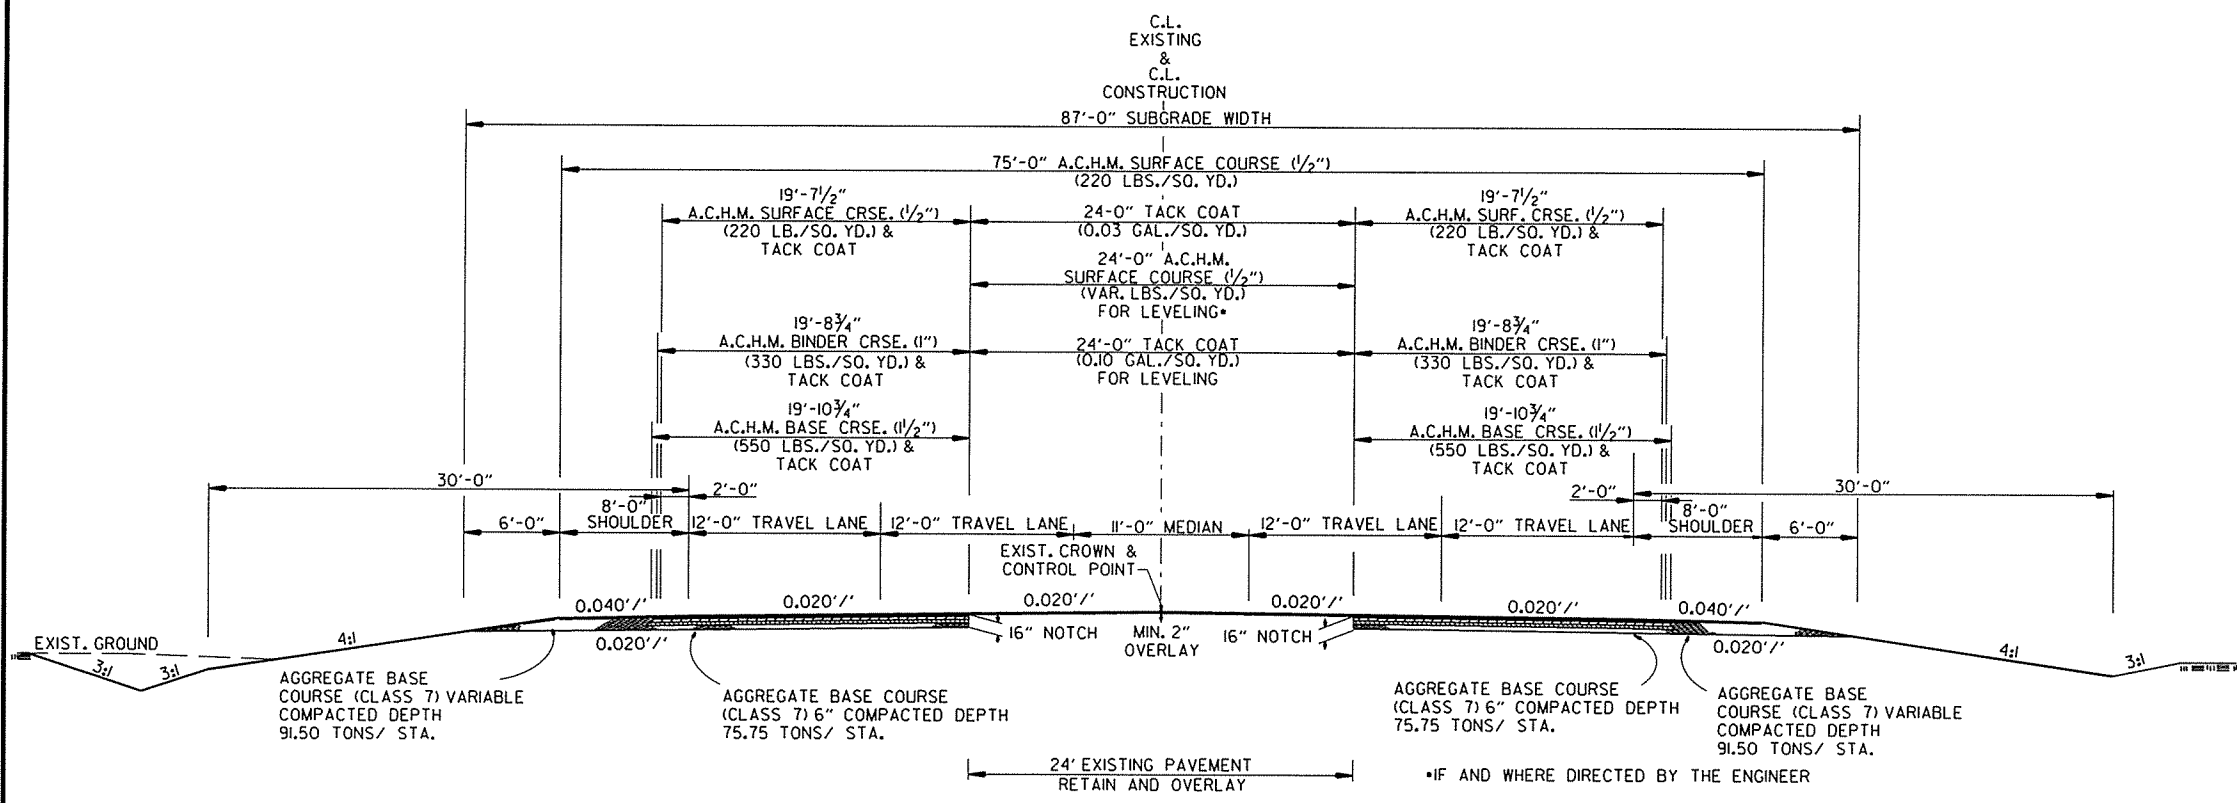 C.L.
EXISTING
&
C.L.
CONSTRUCTION
87'-0" SUBGRADE WIDTH
75'-0" A.C.H.M. SURFACE COURSE (1/2")
(220 LBS./SQ. YD.)
19'-7 1/2"
A.C.H.M. SURFACE CRSE. (1/2")
(220 LB./SQ. YD.) &
TACK COAT
24-0" TACK COAT
(0.03 GAL./SQ. YD.)
19'-7 1/2"
A.C.H.M. SURF. CRSE. (1/2")
(220 LB./SQ. YD.) &
TACK COAT
24'-0" A.C.H.M.
SURFACE COURSE (1/2")
(VAR. LBS./SQ. YD.)
FOR LEVELING•
19'-8 3/4"
A.C.H.M. BINDER CRSE. (1")
(330 LBS./SQ. YD.) &
TACK COAT
24'-0" TACK COAT
(0.10 GAL./SQ. YD.)
FOR LEVELING
19'-8 3/4"
A.C.H.M. BINDER CRSE. (1")
(330 LBS./SQ. YD.) &
TACK COAT
19'-10 3/4"
A.C.H.M. BASE CRSE. (1 1/2")
(550 LBS./SQ. YD.) &
TACK COAT
19'-10 3/4"
A.C.H.M. BASE CRSE. (1 1/2")
(550 LBS./SQ. YD.) &
TACK COAT
30'-0"
2'-0"
2'-0"
30'-0"
6'-0"
8'-0"
SHOULDER
12'-0" TRAVEL LANE
12'-0" TRAVEL LANE
11'-0" MEDIAN
12'-0" TRAVEL LANE
12'-0" TRAVEL LANE
8'-0"
SHOULDER
6'-0"
EXIST. CROWN &
CONTROL POINT
0.040'/'
0.020'/'
0.020'/'
0.020'/'
0.020'/'
0.040'/'
EXIST. GROUND
3:1
3:1
4:1
0.020'/'
16" NOTCH
MIN. 2"
OVERLAY
16" NOTCH
0.020'/'
4:1
3:1
AGGREGATE BASE
COURSE (CLASS 7) VARIABLE
COMPACTED DEPTH
91.50 TONS/ STA.
AGGREGATE BASE COURSE
(CLASS 7) 6" COMPACTED DEPTH
75.75 TONS/ STA.
AGGREGATE BASE COURSE
(CLASS 7) 6" COMPACTED DEPTH
75.75 TONS/ STA.
AGGREGATE BASE
COURSE (CLASS 7) VARIABLE
COMPACTED DEPTH
91.50 TONS/ STA.
24' EXISTING PAVEMENT
RETAIN AND OVERLAY
•IF AND WHERE DIRECTED BY THE ENGINEER